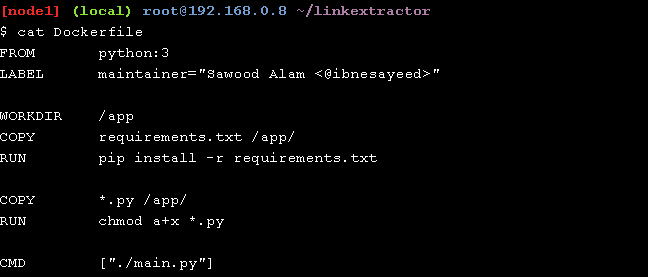 [node1] (local) root@192.168.0.8 ~/linkextractor
$ cat Dockerfile
FROM       python:3
LABEL      maintainer="Sawood Alam <@ibnesayeed>"
WORKDIR    /app
COPY       requirements.txt /app/
RUN        pip install -r requirements.txt
COPY       *.py /app/
RUN        chmod a+x *.py
CMD        ["./main.py"]